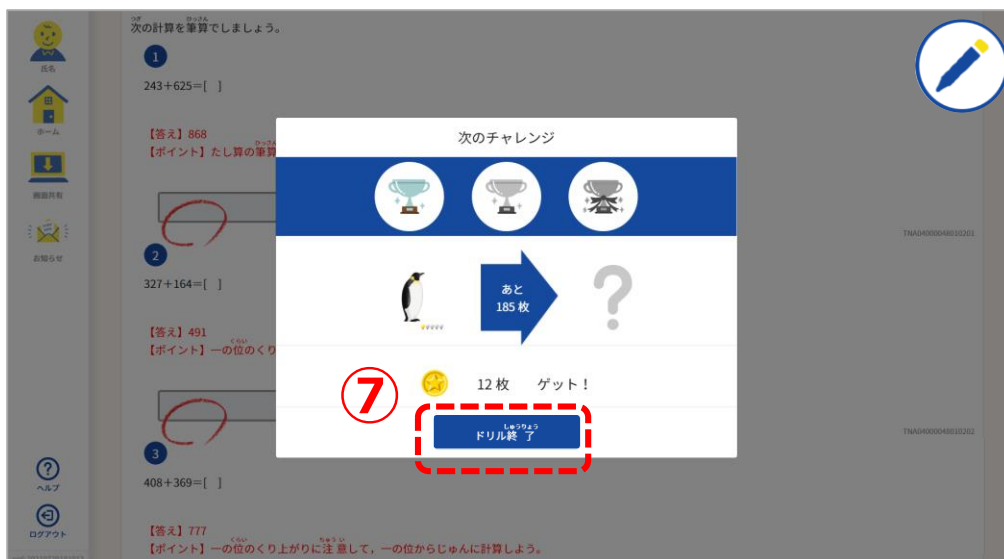 次の計算を筆算でしましょう。
1
243+625=[ ]
【答え】868
【ポイント】たし算の筆算
TNA04000048010201
2
327+164=[ ]
【答え】491
【ポイント】一の位のくり
TNA04000048010202
3
408+369=[ ]
【答え】777
【ポイント】一の位のくり上がりに注意して，一の位からじゅんに計算しよう。
氏名
ホーム
画面共有
お知らせ
?
ヘルプ
ログアウト
次のチャレンジ
あと
185 枚
?
12 枚 ゲット！
⑦
ドリル終了